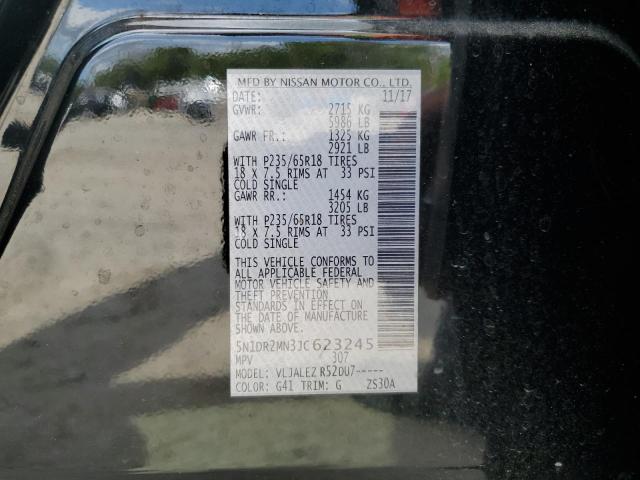 MFD BY NISSAN MOTOR CO., LTD.
DATE: 11/17
GVWR: 2715 KG
5986 LB
GAWR FR.: 1325 KG
2921 LB
WITH P235/65R18 TIRES
18 X 7.5 RIMS AT 33 PSI
COLD SINGLE
GAWR RR.: 1454 KG
3205 LB
WITH P235/65R18 TIRES
18 X 7.5 RIMS AT 33 PSI
COLD SINGLE
THIS VEHICLE CONFORMS TO
ALL APPLICABLE FEDERAL
MOTOR VEHICLE SAFETY AND
THEFT PREVENTION
STANDARDS IN EFFECT ON
THE DATE OF MANUFACTURE
SHOWN ABOVE.
5N1DR2MN3JC623245
MPV 307
MODEL: VLJALEZ R52DU7-----
COLOR: G41 TRIM: G ZS30A